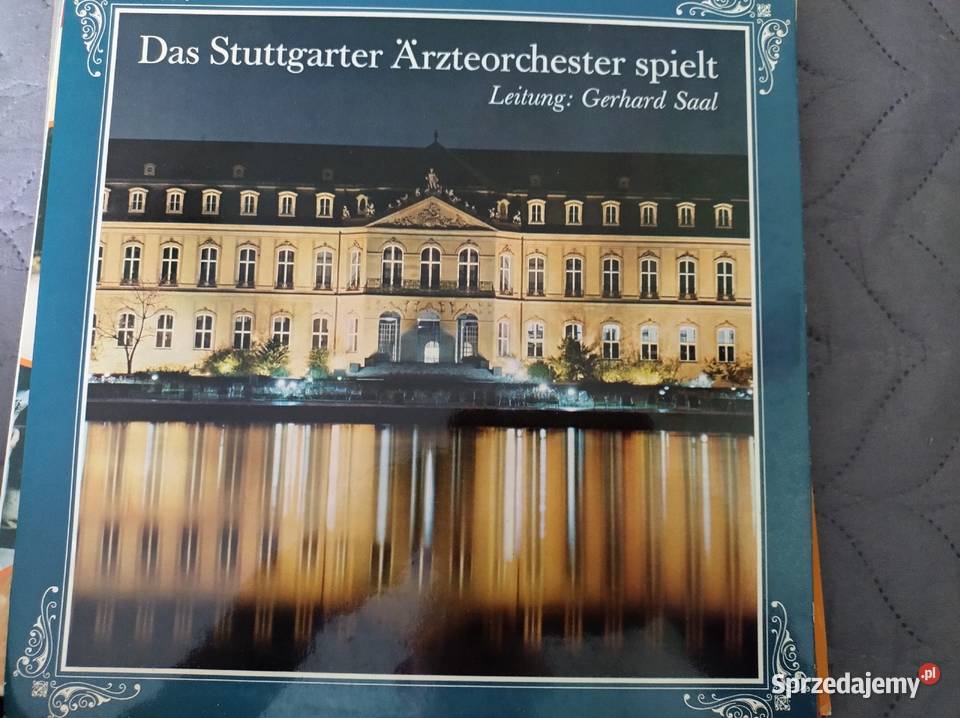 Das Stuttgarter Ärzteorchester spielt
Leitung: Gerhard Saal
Sprzedajemy.pl